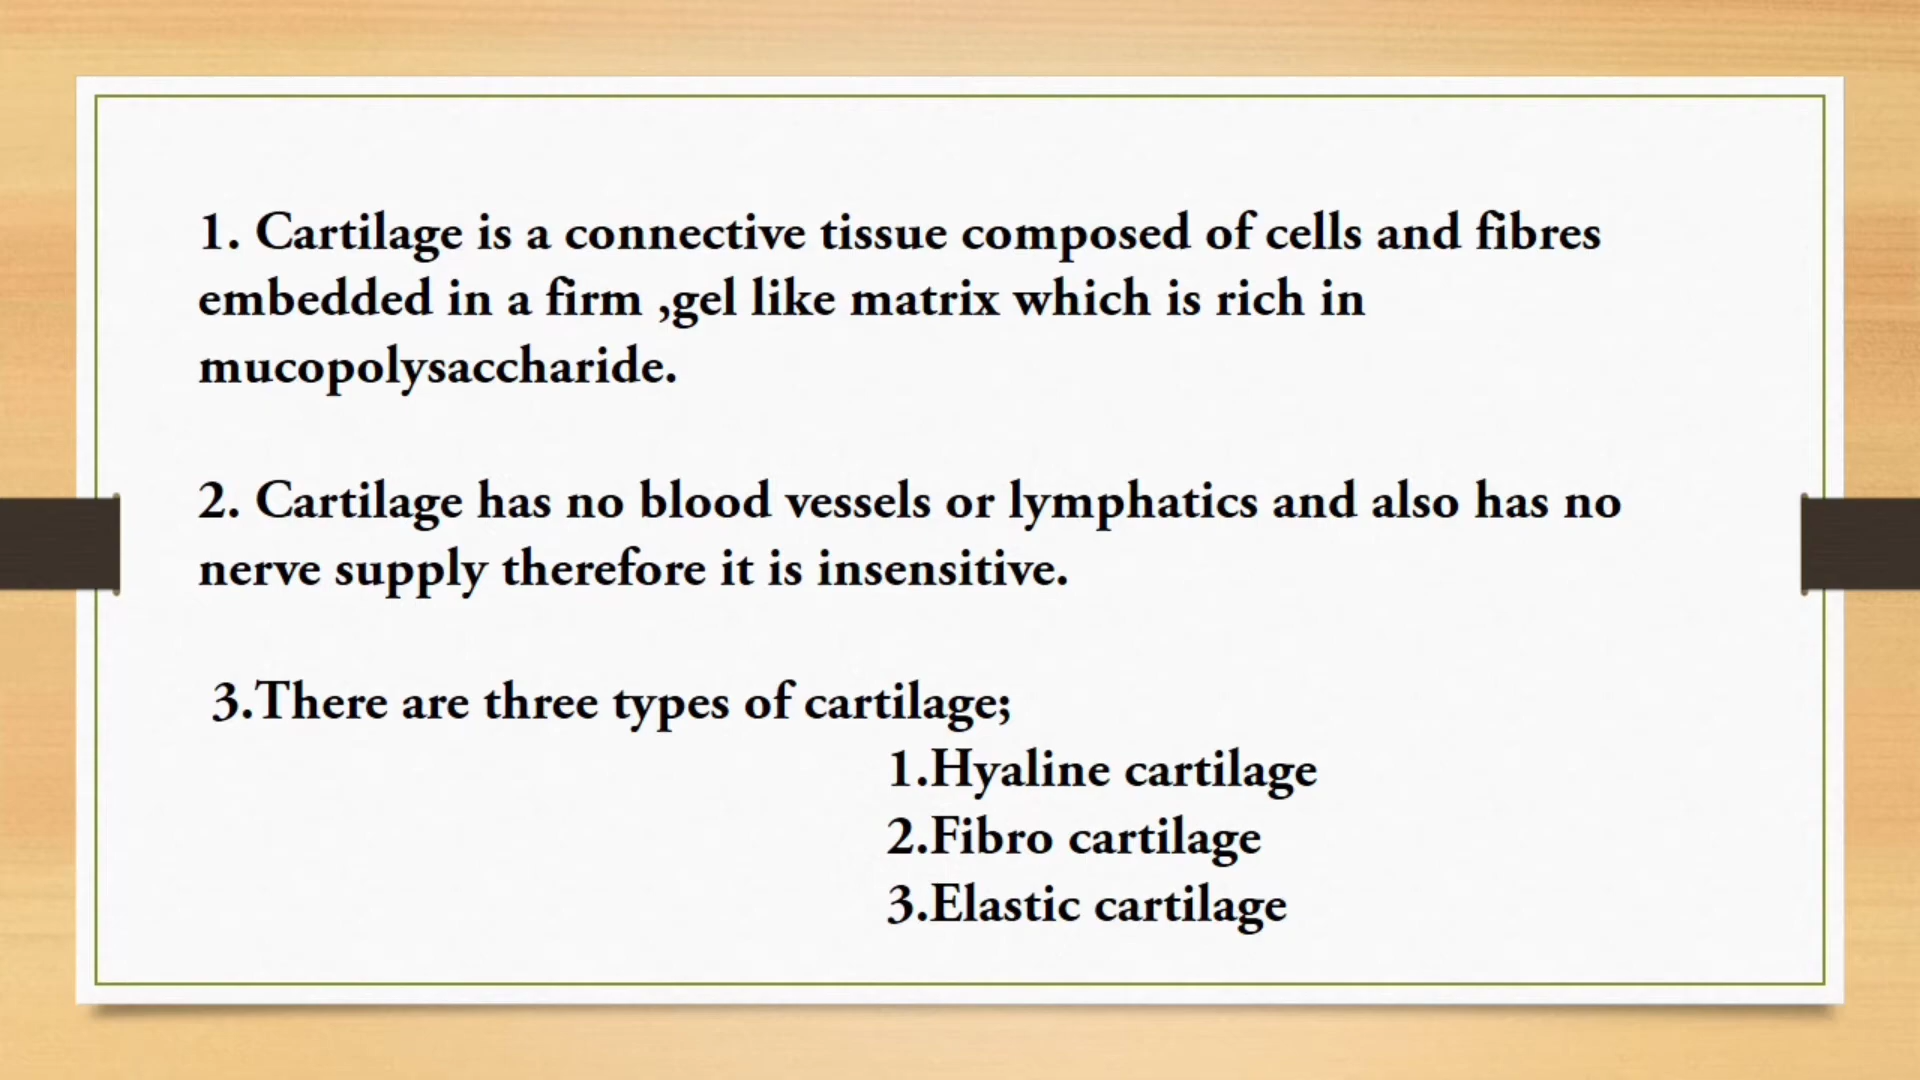 1. Cartilage is a connective tissue composed of cells and fibres
embedded in a firm ,gel like matrix which is rich in
mucopolysaccharide.
2. Cartilage has no blood vessels or lymphatics and also has no
nerve supply therefore it is insensitive.
3.There are three types of cartilage;
1.Hyaline cartilage
2.Fibro cartilage
3.Elastic cartilage